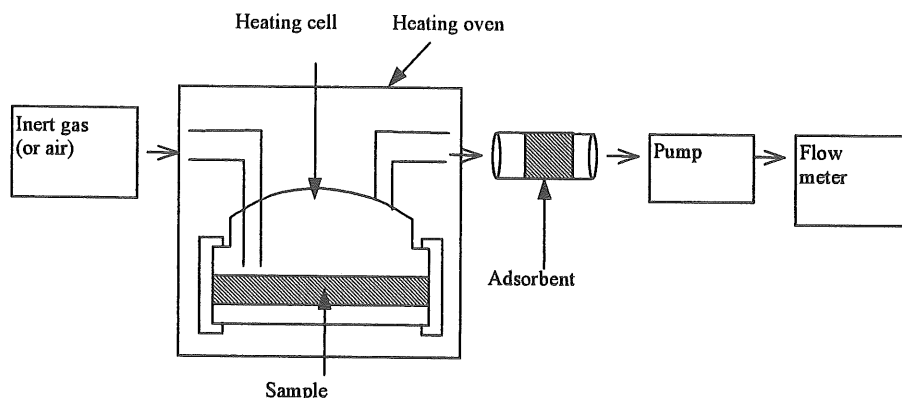 Heating cell
Heating oven
Inert gas
(or air)
Pump
Flow
meter
Adsorbent
Sample